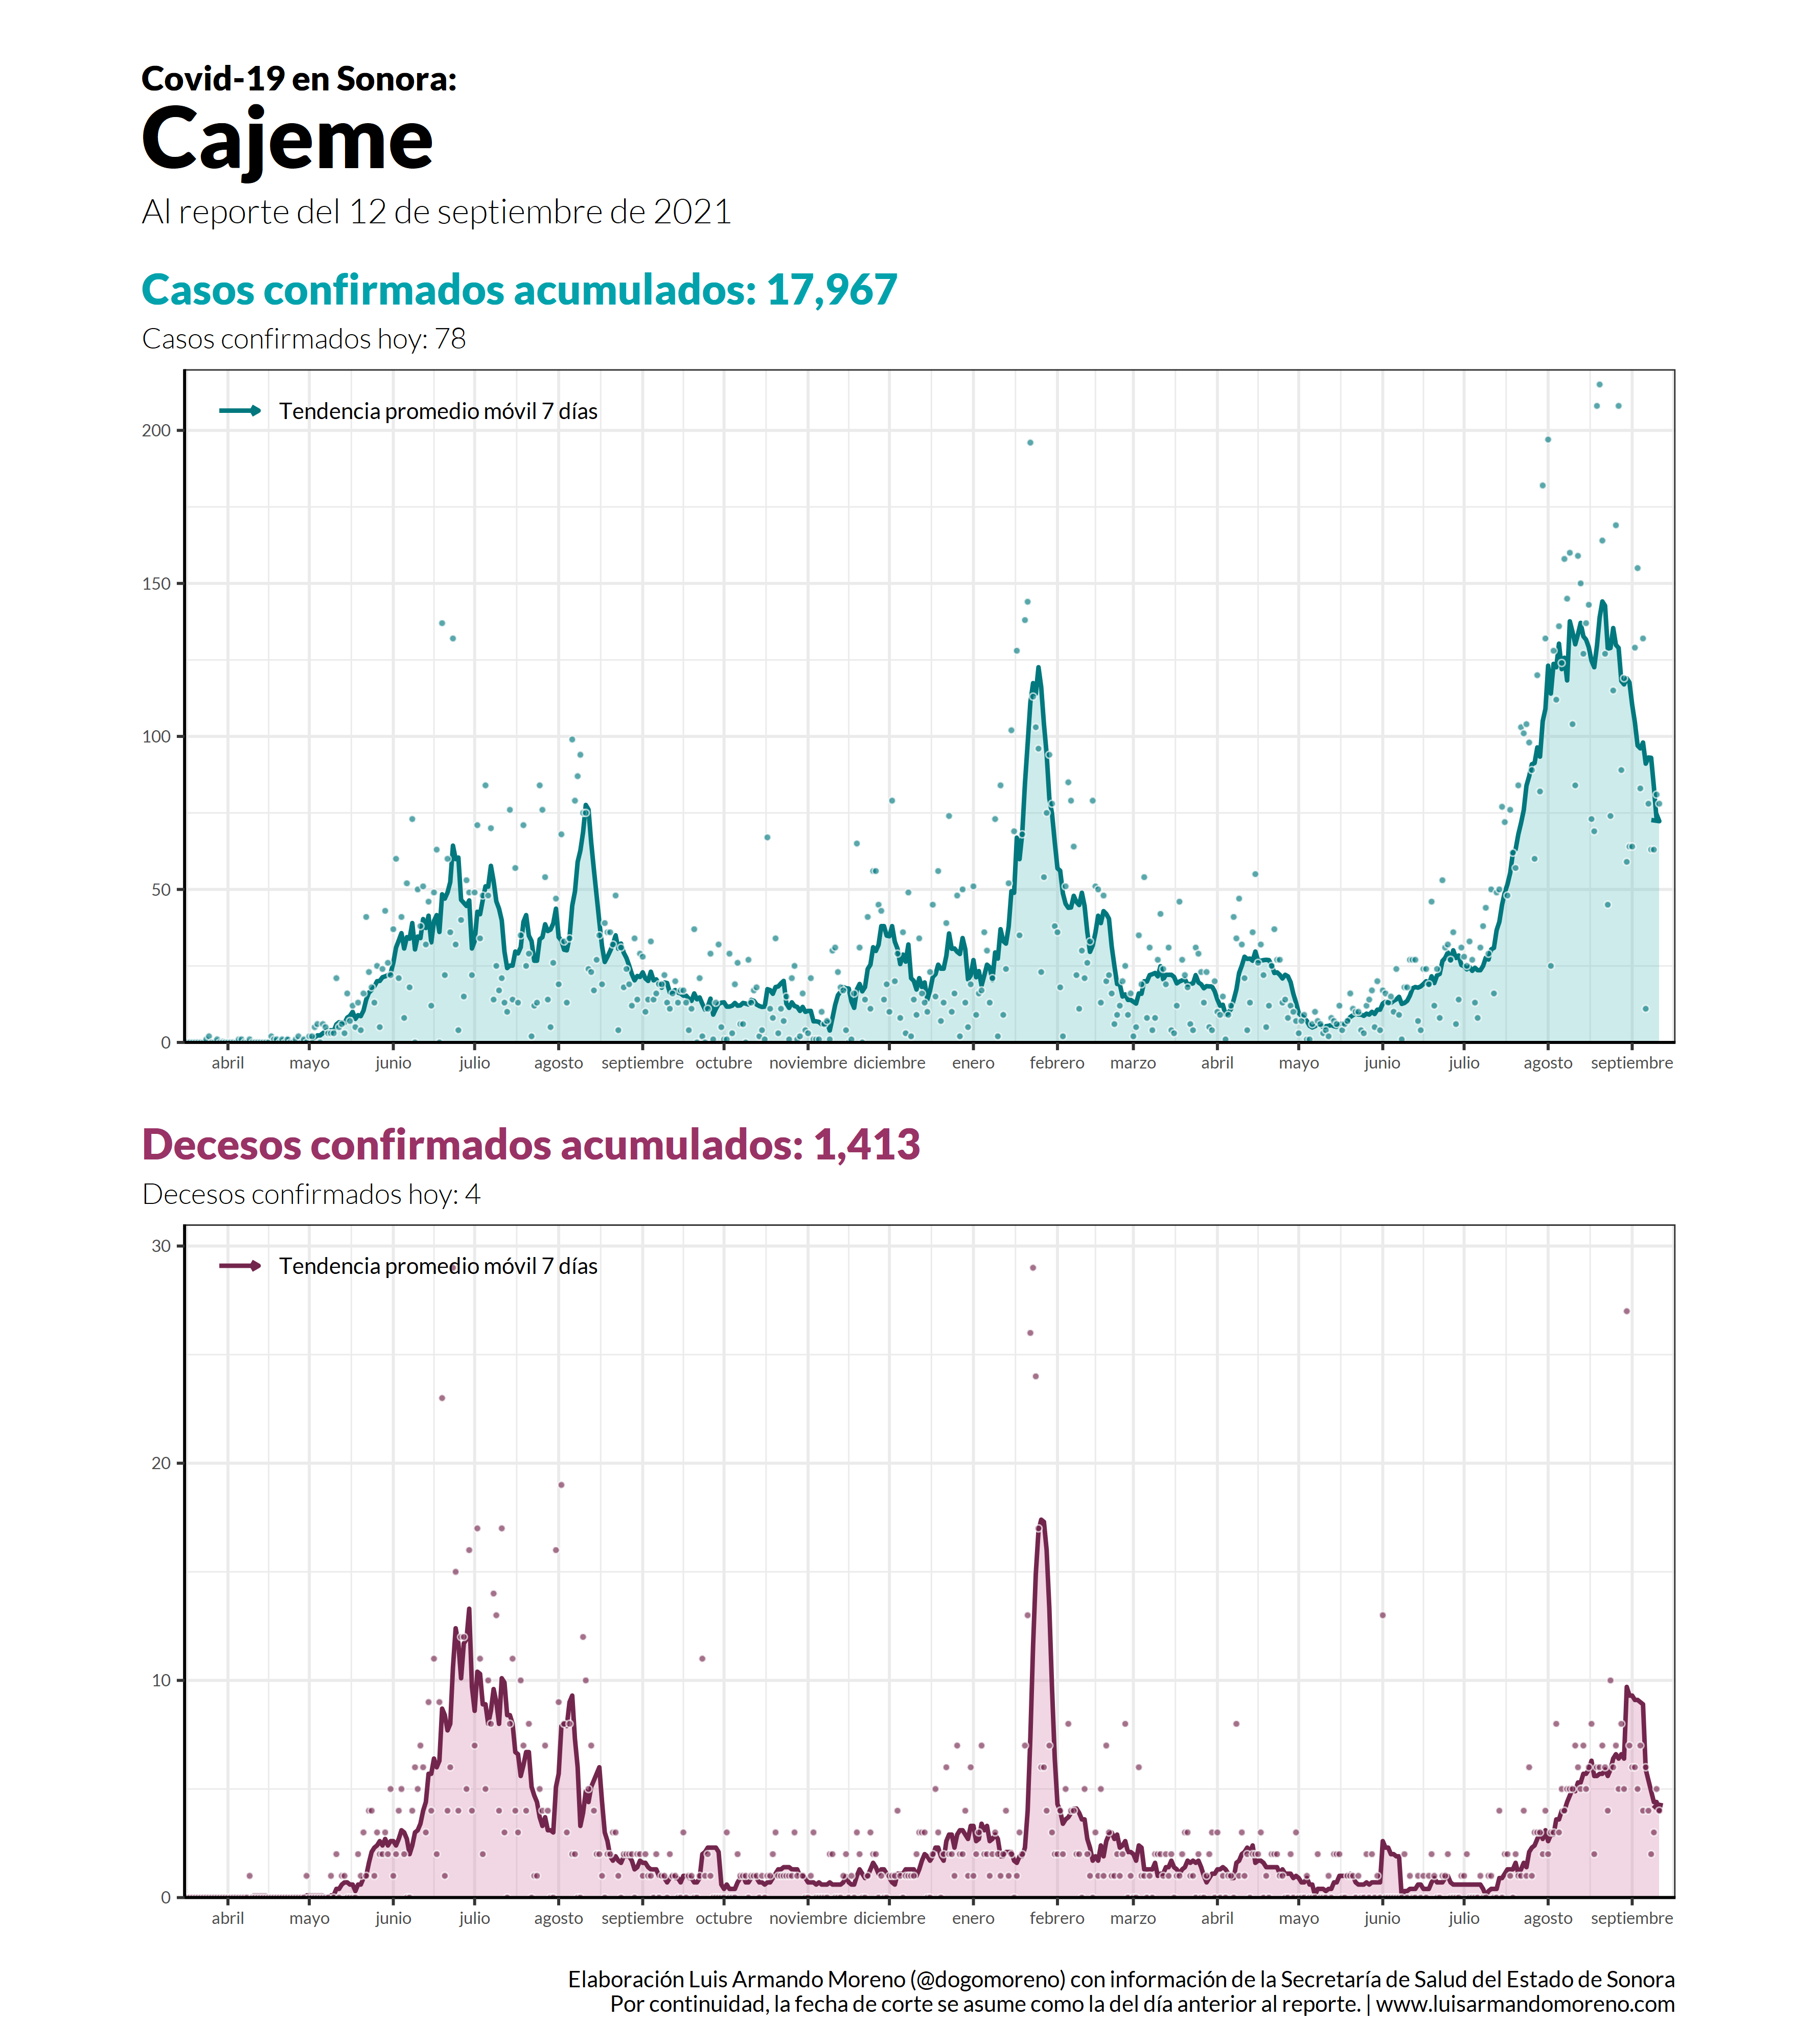 Covid-19 en Sonora:
Cajeme
Al reporte del 12 de septiembre de 2021
Casos confirmados acumulados: 17,967
Casos confirmados hoy: 78
Tendencia promedio móvil 7 días
200
150
100
50
0
abril mayo junio julio agosto septiembre octubre noviembre diciembre enero febrero marzo abril mayo junio julio agosto septiembre
Decesos confirmados acumulados: 1,413
Decesos confirmados hoy: 4
30
Tendencia promedio móvil 7 días
20
10
0
abril mayo junio julio agosto septiembre octubre noviembre diciembre enero febrero marzo abril mayo junio julio agosto septiembre
Elaboración Luis Armando Moreno (@dogomoreno) con información de la Secretaría de Salud del Estado de Sonora
Por continuidad, la fecha de corte se asume como la del día anterior al reporte. | www.luisarmandomoreno.com